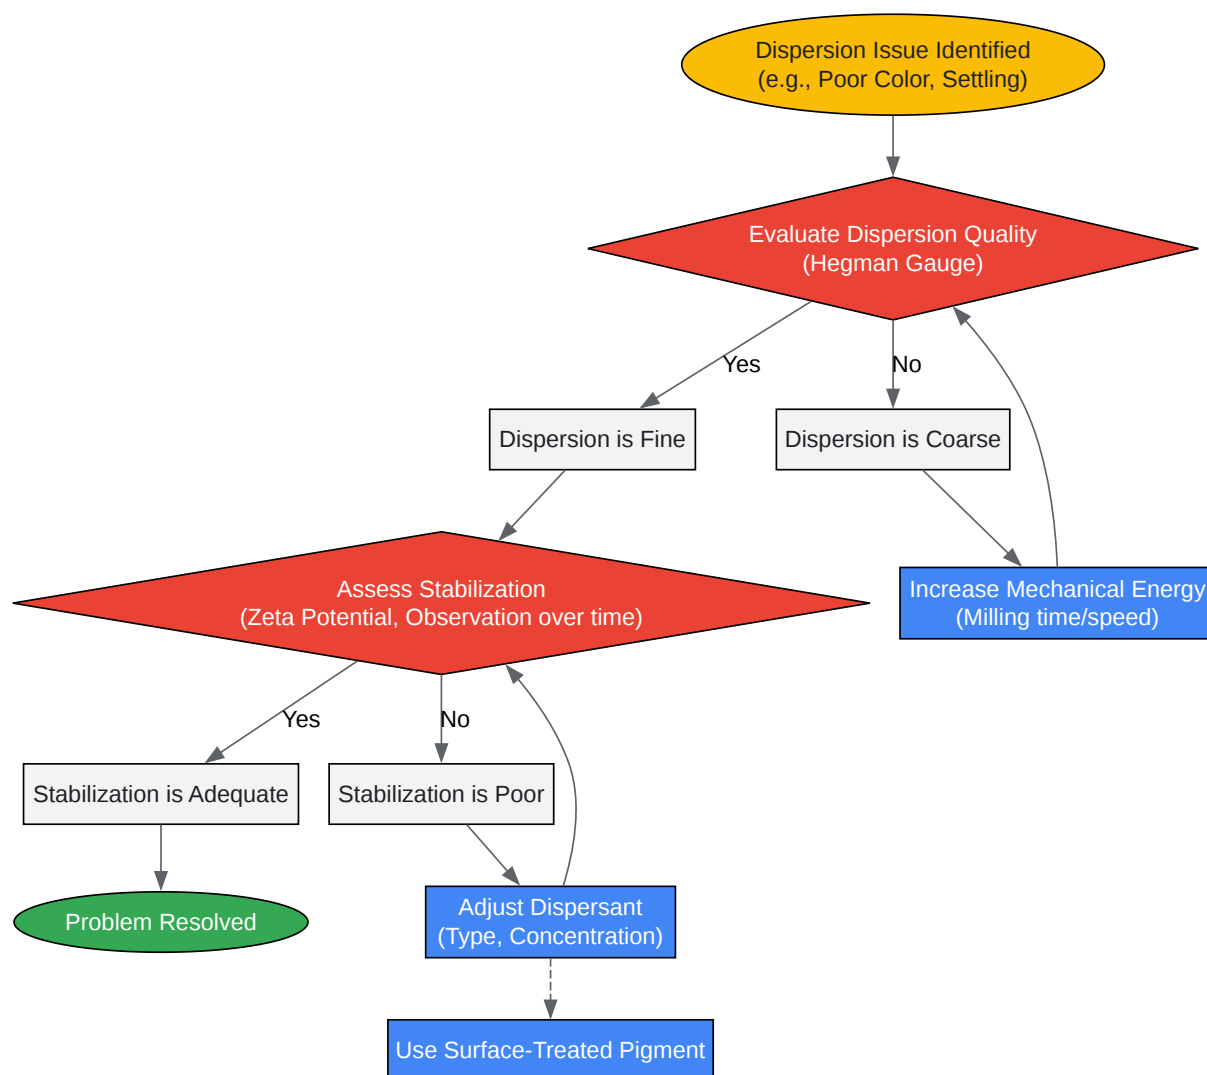 Dispersion Issue Identified
(e.g., Poor Color, Settling)
Evaluate Dispersion Quality
(Hegman Gauge)
Yes
No
Dispersion is Fine
Dispersion is Coarse
Assess Stabilization
(Zeta Potential, Observation over time)
Increase Mechanical Energy
(Milling time/speed)
Yes
No
Stabilization is Adequate
Stabilization is Poor
Problem Resolved
Adjust Dispersant
(Type, Concentration)
Use Surface-Treated Pigment